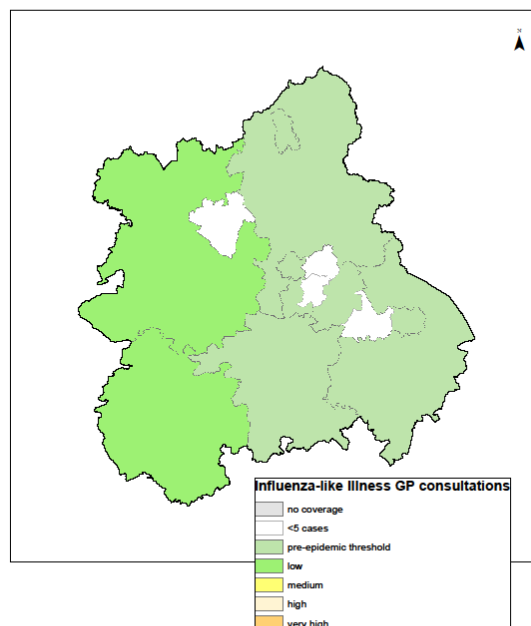 N
Influenza-like Illness GP consultations
no coverage
<5 cases
pre-epidemic threshold
low
medium
high
very high